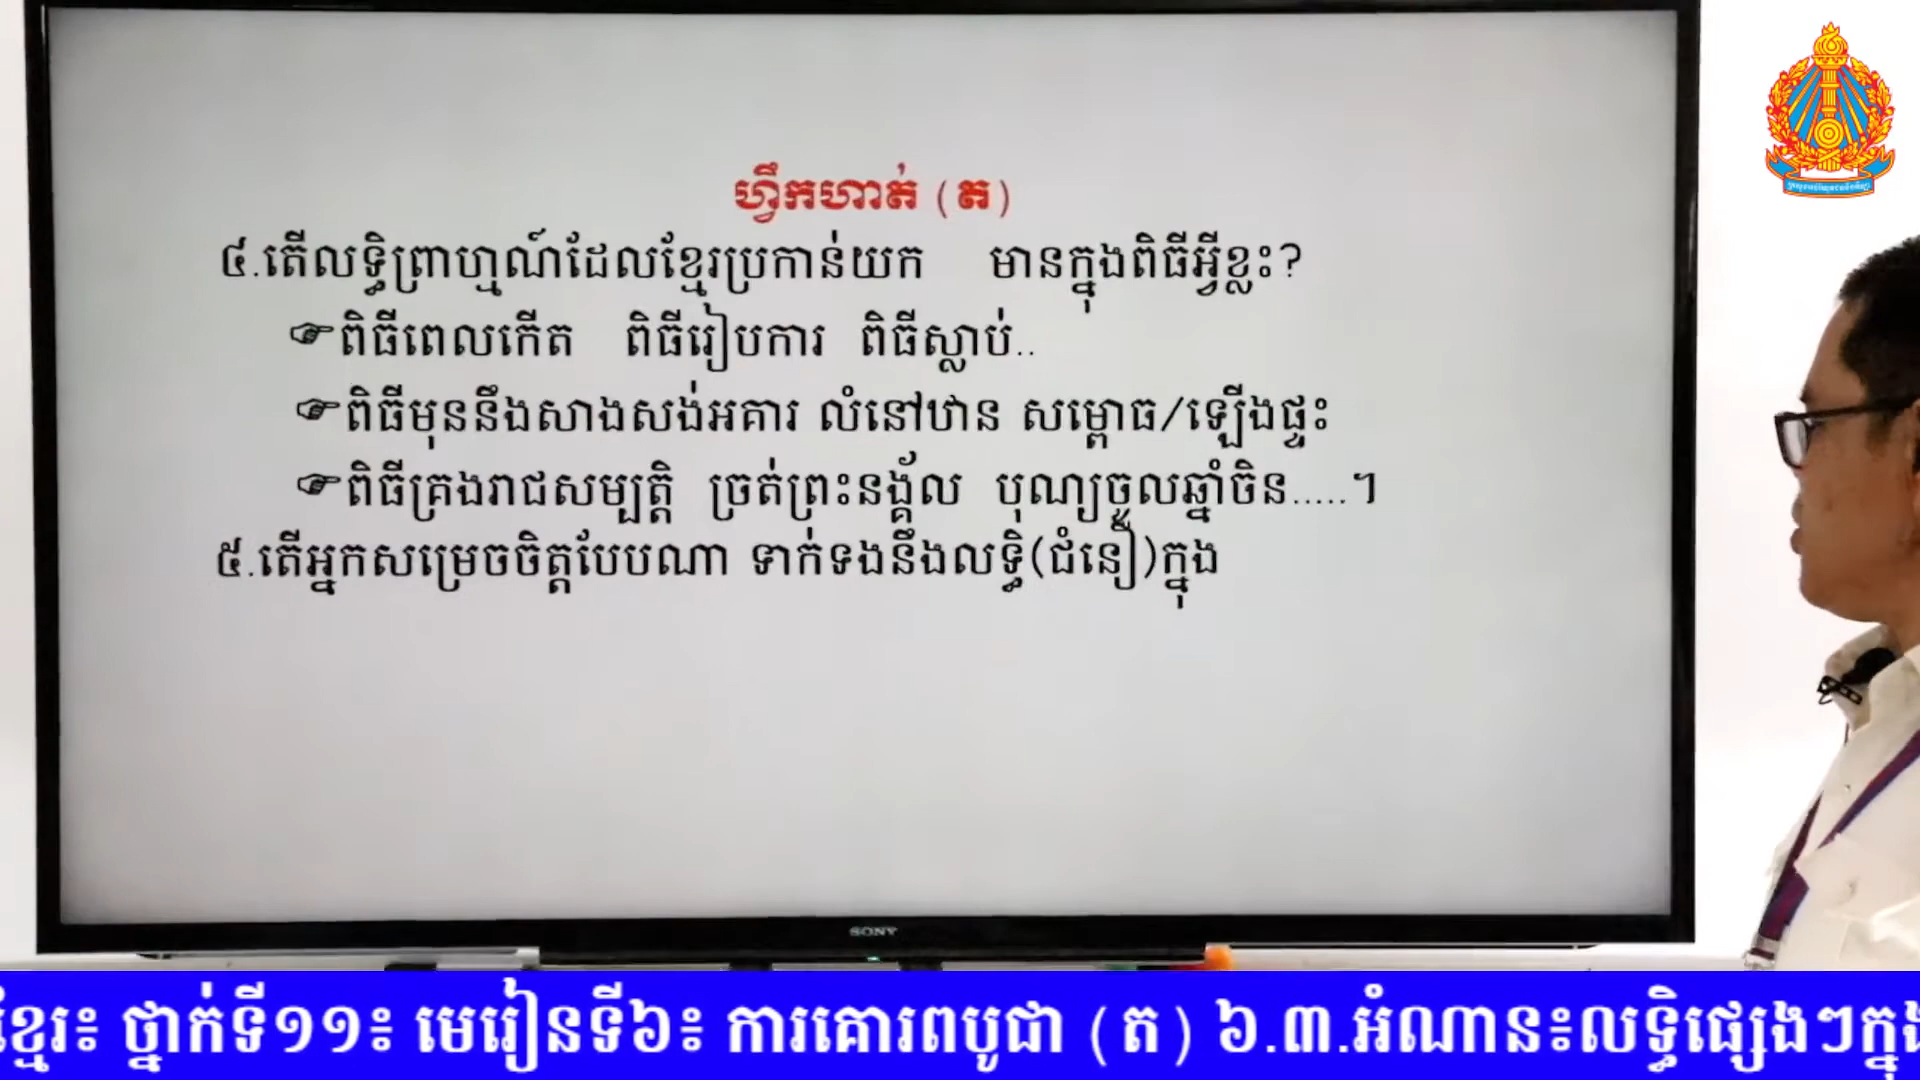 ហ្វឹកហាត់ (ត)
៤.តើលទ្ធិព្រាហ្មណ៍ដែលខ្មែរប្រកាន់យក មានក្នុងពិធីអ្វីខ្លះ?
☞ពិធីពេលកើត ពិធីរៀបការ ពិធីស្លាប់..
☞ពិធីមុននឹងសាងសង់អគារ លំនៅឋាន សម្ពោធ/ឡើងផ្ទះ
☞ពិធីគ្រងរាជសម្បត្តិ ច្រត់ព្រះនង្គ័ល បុណ្យចូលឆ្នាំចិន.....។
៥.តើអ្នកសម្រេចចិត្តបែបណា ទាក់ទងនឹងលទ្ធិ(ជំនឿ)ក្នុង
SONY
ខ្មែរ៖ ថ្នាក់ទី១១៖ មេរៀនទី៦៖ ការគោរពបូជា (ត) ៦.៣.អំណាន៖លទ្ធិផ្សេងៗក្នុង